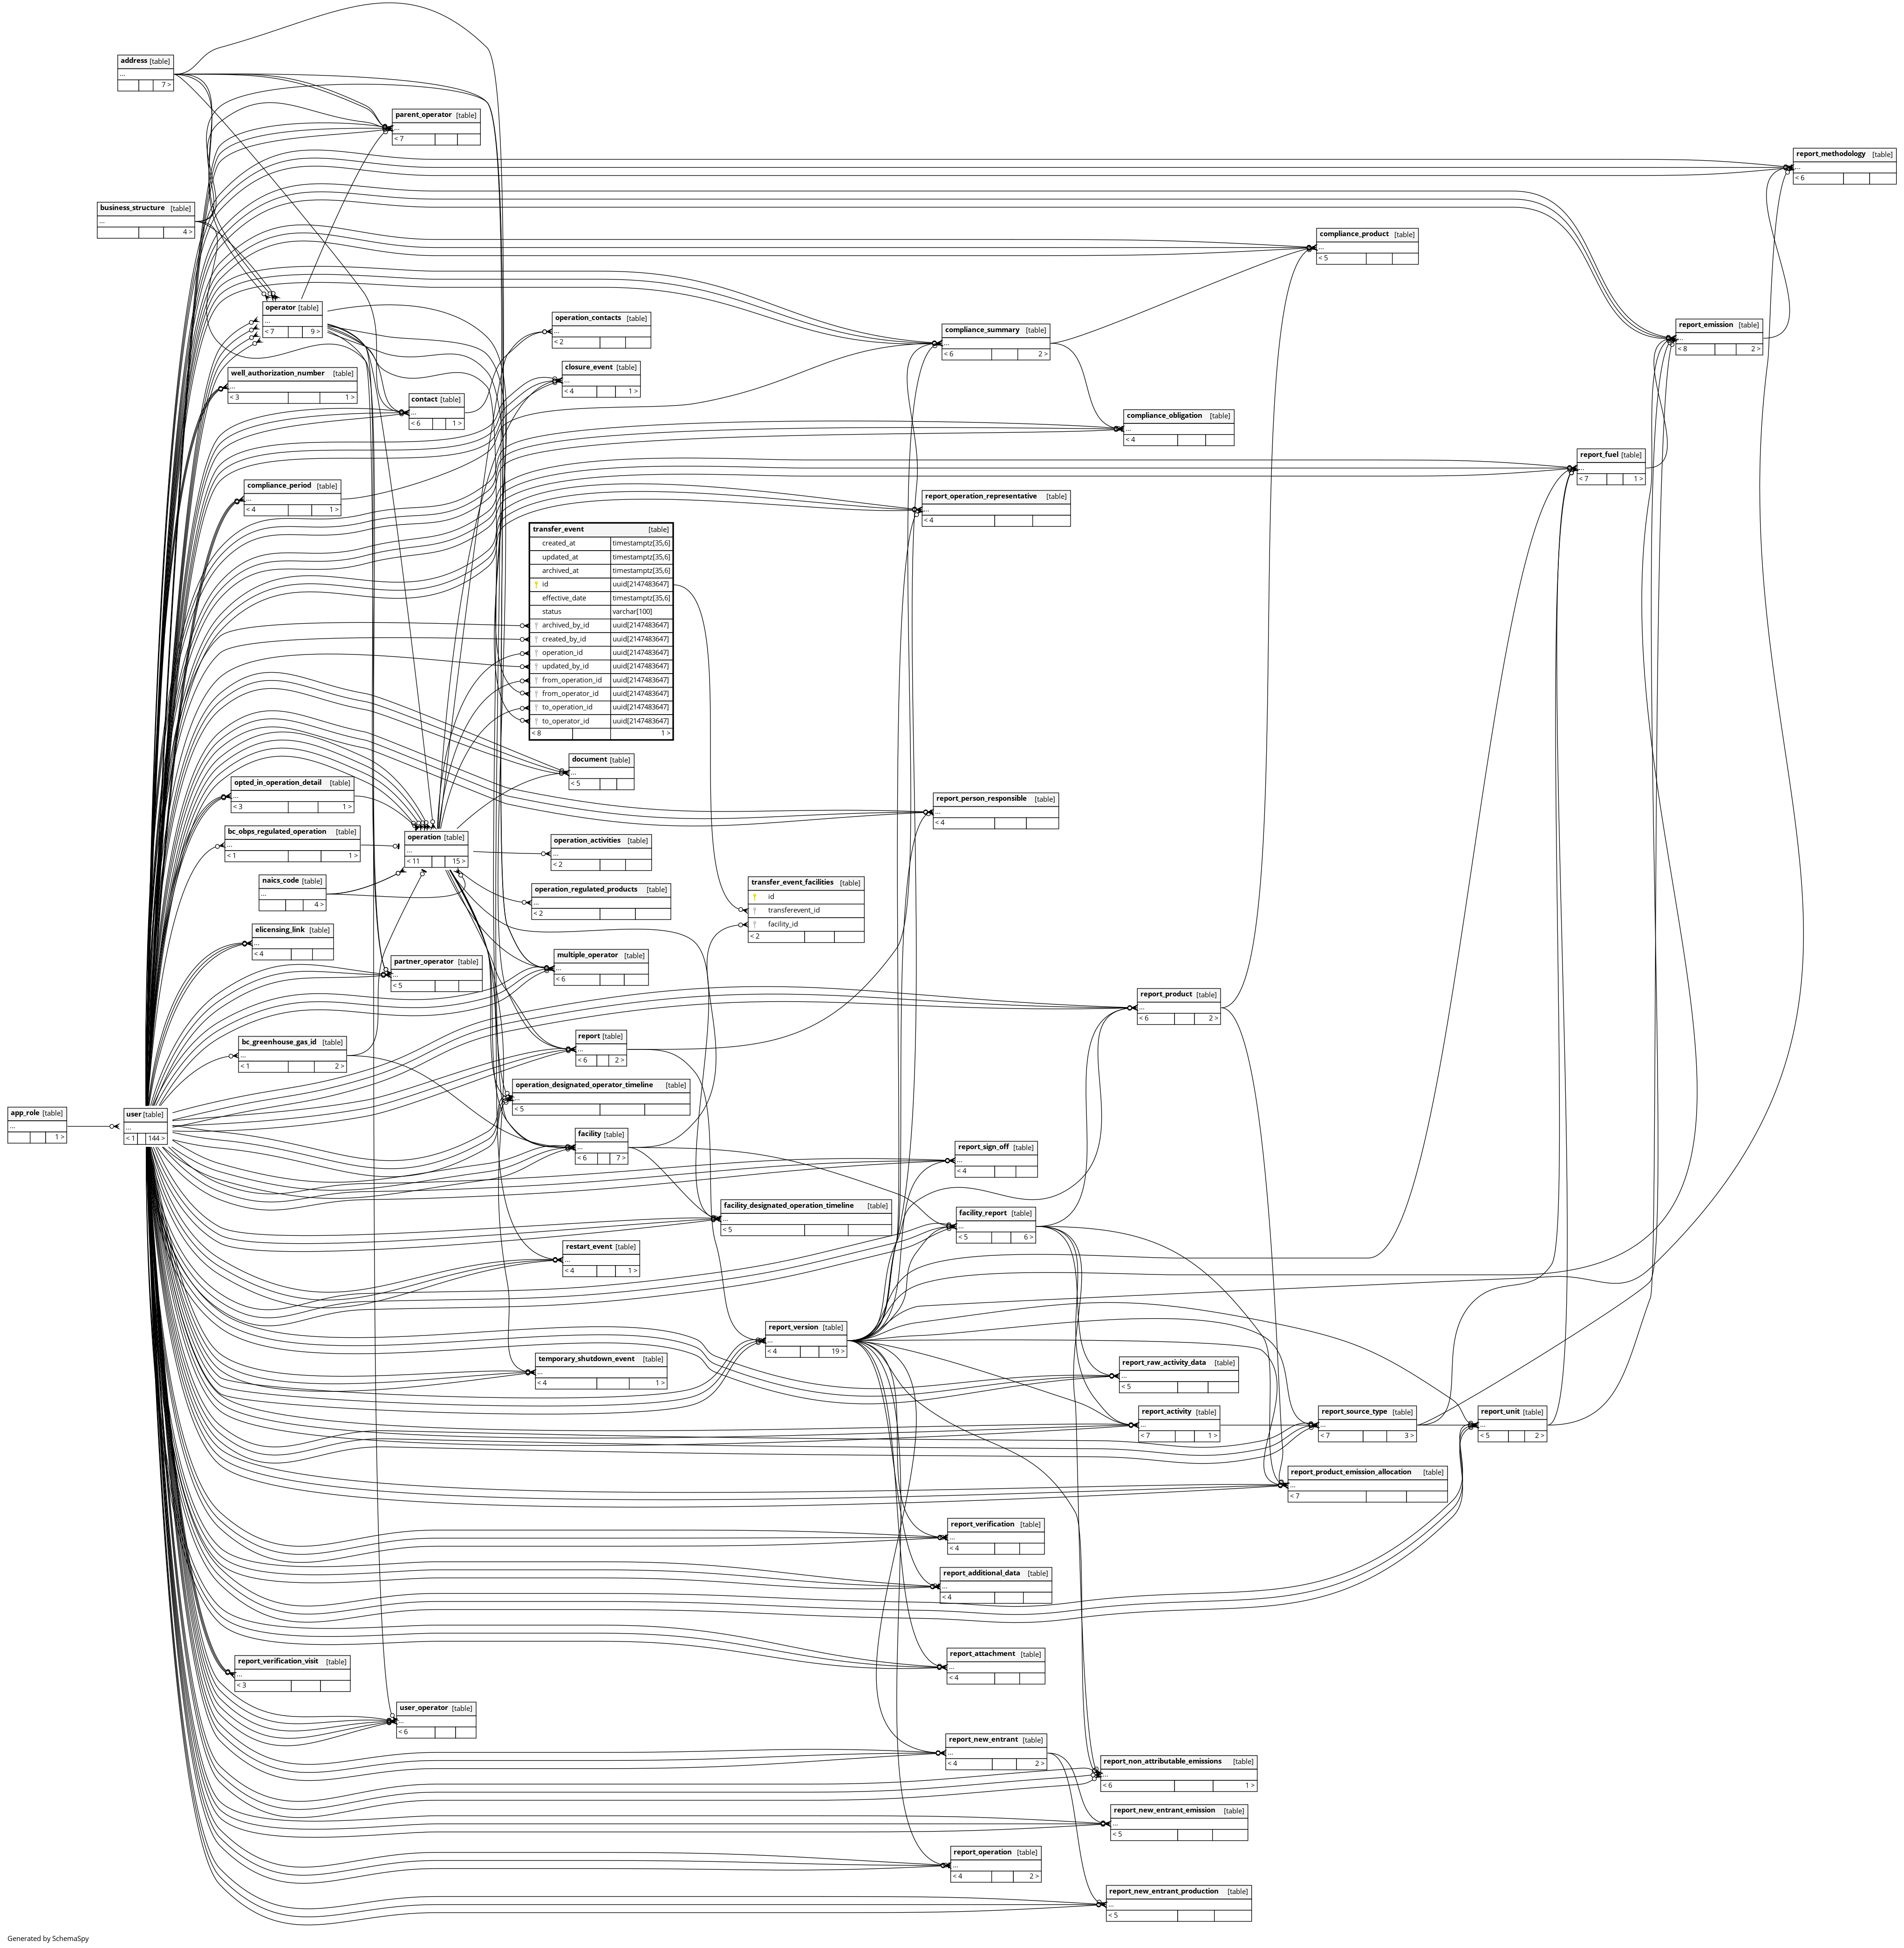 address [table]
...
7 >
parent_operator [table]
...
< 7
report_methodology [table]
...
< 6
business_structure [table]
...
4 >
compliance_product [table]
...
< 5
operator [table]
...
< 7 9 >
operation_contacts [table]
...
< 2
compliance_summary [table]
...
< 6 2 >
report_emission [table]
...
< 8 2 >
closure_event [table]
...
< 4 1 >
well_authorization_number [table]
...
< 3 1 >
contact [table]
...
< 6 1 >
compliance_obligation [table]
...
< 4
report_fuel [table]
...
< 7 1 >
compliance_period [table]
...
< 4 1 >
report_operation_representative [table]
...
< 4
transfer_event [table]
created_at timestamptz[35,6]
updated_at timestamptz[35,6]
archived_at timestamptz[35,6]
id uuid[2147483647]
effective_date timestamptz[35,6]
status varchar[100]
archived_by_id uuid[2147483647]
created_by_id uuid[2147483647]
operation_id uuid[2147483647]
updated_by_id uuid[2147483647]
from_operation_id uuid[2147483647]
from_operator_id uuid[2147483647]
to_operation_id uuid[2147483647]
to_operator_id uuid[2147483647]
< 8 1 >
document [table]
...
< 5
opted_in_operation_detail [table]
...
< 3 1 >
report_person_responsible [table]
...
< 4
bc_obps_regulated_operation [table]
...
< 1 1 >
operation [table]
...
< 11 15 >
operation_activities [table]
...
< 2
naics_code [table]
...
4 >
operation_regulated_products [table]
...
< 2
transfer_event_facilities [table]
id
transferevent_id
facility_id
< 2
elicensing_link [table]
...
< 4
partner_operator [table]
...
< 5
multiple_operator [table]
...
< 6
report_product [table]
...
< 6 2 >
bc_greenhouse_gas_id [table]
...
< 1 2 >
report [table]
...
< 6 2 >
operation_designated_operator_timeline [table]
...
< 5
app_role [table]
...
1 >
user [table]
...
< 1 144 >
facility [table]
...
< 6 7 >
report_sign_off [table]
...
< 4
facility_designated_operation_timeline [table]
...
< 5
facility_report [table]
...
< 5 6 >
restart_event [table]
...
< 4 1 >
report_version [table]
...
< 4 19 >
temporary_shutdown_event [table]
...
< 4 1 >
report_raw_activity_data [table]
...
< 5
report_activity [table]
...
< 7 1 >
report_source_type [table]
...
< 7 3 >
report_unit [table]
...
< 5 2 >
report_product_emission_allocation [table]
...
< 7
report_verification [table]
...
< 4
report_additional_data [table]
...
< 4
report_attachment [table]
...
< 4
report_verification_visit [table]
...
< 3
user_operator [table]
...
< 6
report_new_entrant [table]
...
< 4 2 >
report_non_attributable_emissions [table]
...
< 6 1 >
report_new_entrant_emission [table]
...
< 5
report_operation [table]
...
< 4 2 >
report_new_entrant_production [table]
...
< 5
Generated by SchemaSpy